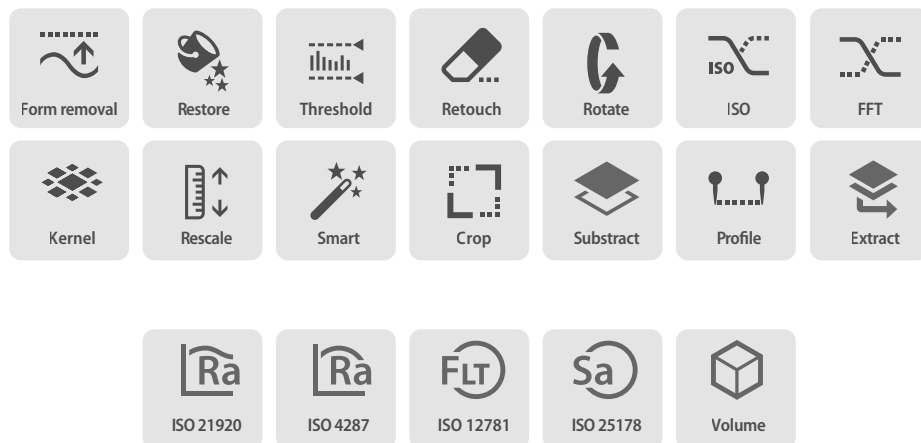 Form removal
Restore
Threshold
Retouch
Rotate
ISO
ISO
FFT
Kernel
Rescale
Smart
Crop
Substract
Profile
Extract
Ra
ISO 21920
Ra
ISO 4287
FLT
ISO 12781
Sa
ISO 25178
Volume